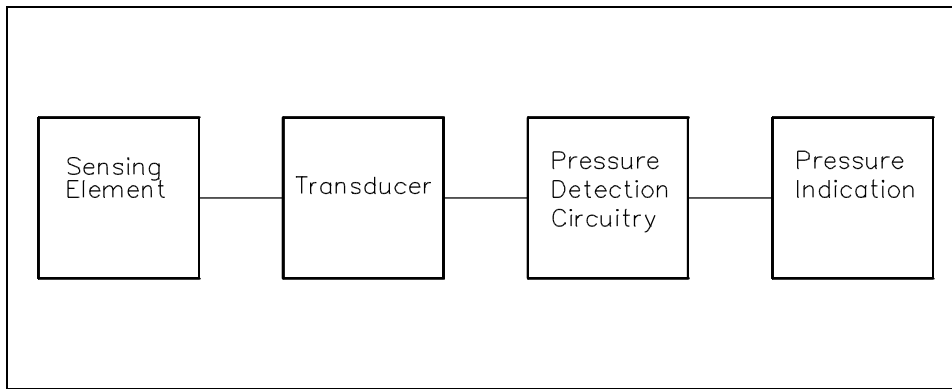 Sensing
Element
Transducer
Pressure
Detection
Circuitry
Pressure
Indication